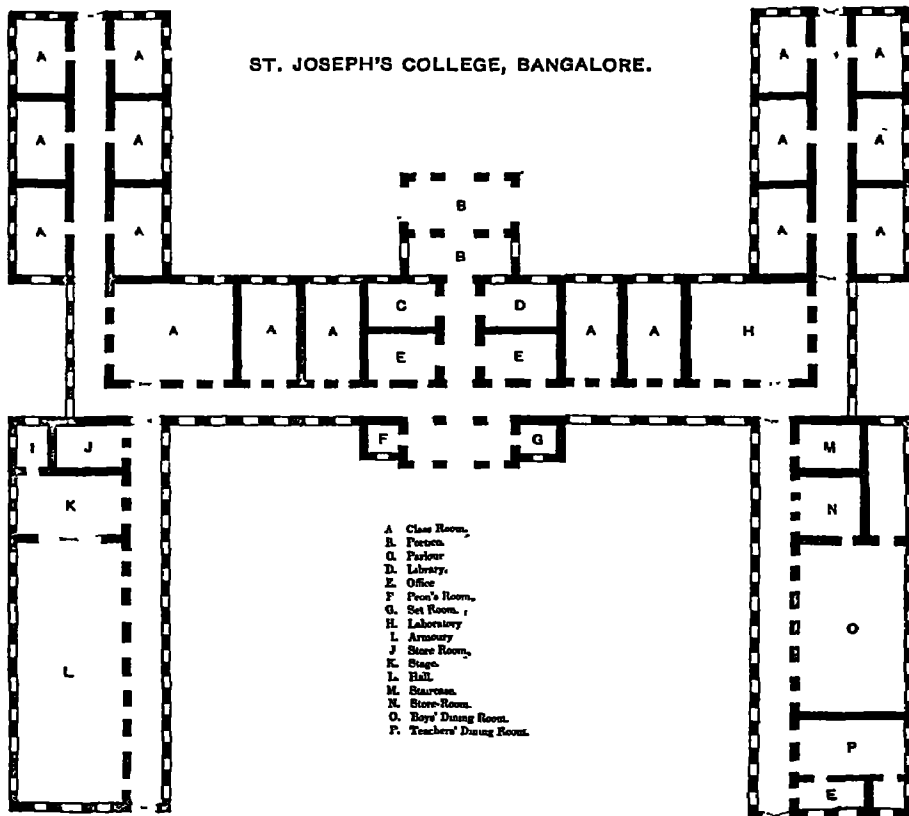 ST. JOSEPH'S COLLEGE, BANGALORE.
A A A A
A A A A
A A A A
B
B
C D
A A A A A H
E E
F G
I J M
K N
L O
P
E
A Class Room.
B. Portico.
C. Parlour
D. Library.
E. Office
F Peon's Room.
G. Set Room.
H. Laboratory
I. Armoury
J Store Room.
K. Stage.
L. Hall.
M. Staircase.
N. Store-Room.
O. Boys' Dining Room.
P. Teachers' Dining Room.